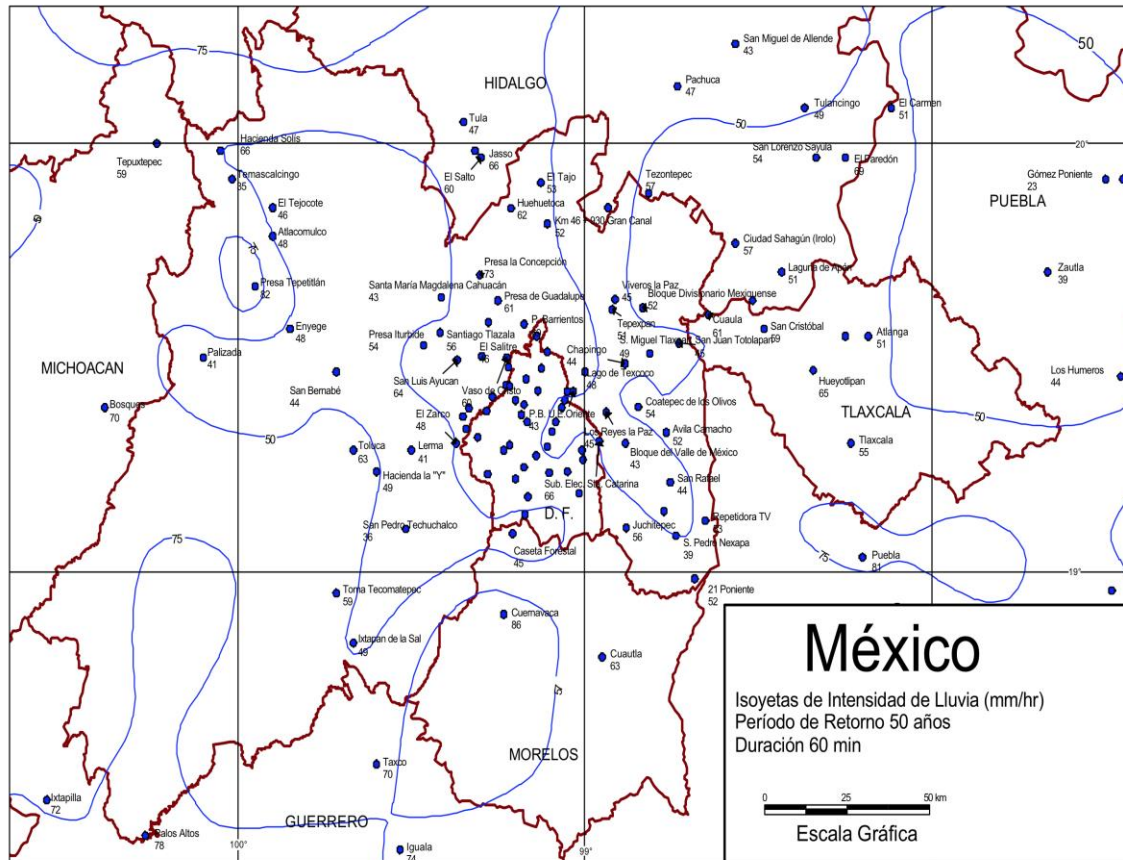 75
50
San Miguel de Allende
43
HIDALGO
Pachuca
47
Tulancingo
49
El Carmen
51
Tula
47
50
20°
Hacienda Solís
66
Tepuxtepec
59
Jasso
66
El Salto
60
San Lorenzo Sayula
54
El Paredón
69
Gómez Poniente
23
Temascalcingo
El Tajo
53
Tezontepec
57
PUEBLA
El Tejocote
46
Huehuetoca
62
Km 46 + 930 Gran Canal
52
Atlacomulco
48
75
Ciudad Sahagún (Irolo)
57
Presa la Concepción
73
Laguna de Apán
51
Zautla
39
Presa Tepetitlán
82
Santa María Magdalena Cahuacán
43
Presa de Guadalupe
61
Viveros la Paz
45
Bloque Divisionario Mexiquense
52
Enyege
48
P. Barrientos
Tepexpan
51
Cuaula
61
San Cristóbal
69
Atlanga
51
Presa Iturbide
54
Santiago Tlazala
56
El Salitre
46
Chapingo
44
S. Miguel Tlaxpan
49
San Juan Totolapan
45
MICHOACAN
Palizada
41
San Bernabé
44
San Luis Ayucan
64
Lago de Texcoco
48
Hueyotlipan
65
Los Humeros
44
Bosques
70
Vaso de Cristo
60
Coatepec de los Olivos
54
TLAXCALA
50
El Zarco
48
P.B. U.E.Oriente
43
50
Los Reyes la Paz
45
Avila Camacho
52
Toluca
63
Lerma
41
Bloque del Valle de México
43
Tlaxcala
55
Hacienda la "Y"
49
Sub. Elec. Sta. Catarina
66
San Rafael
44
San Pedro Techuchalco
36
D. F.
Juchitepec
56
Repetidora TV
S. Pedro Nexapa
39
75
Caseta Forestal
45
75
Puebla
81
19°
Toma Tecomatepec
59
21 Poniente
52
Cuernavaca
86
Ixtapan de la Sal
49
Cuautla
63
75
MORELOS
Taxco
70
Ixtapilla
72
GUERRERO
Palos Altos
78
100°
Iguala
74
99°
México
Isoyetas de Intensidad de Lluvia (mm/hr)
Período de Retorno 50 años
Duración 60 min
0 25 50 km
Escala Gráfica